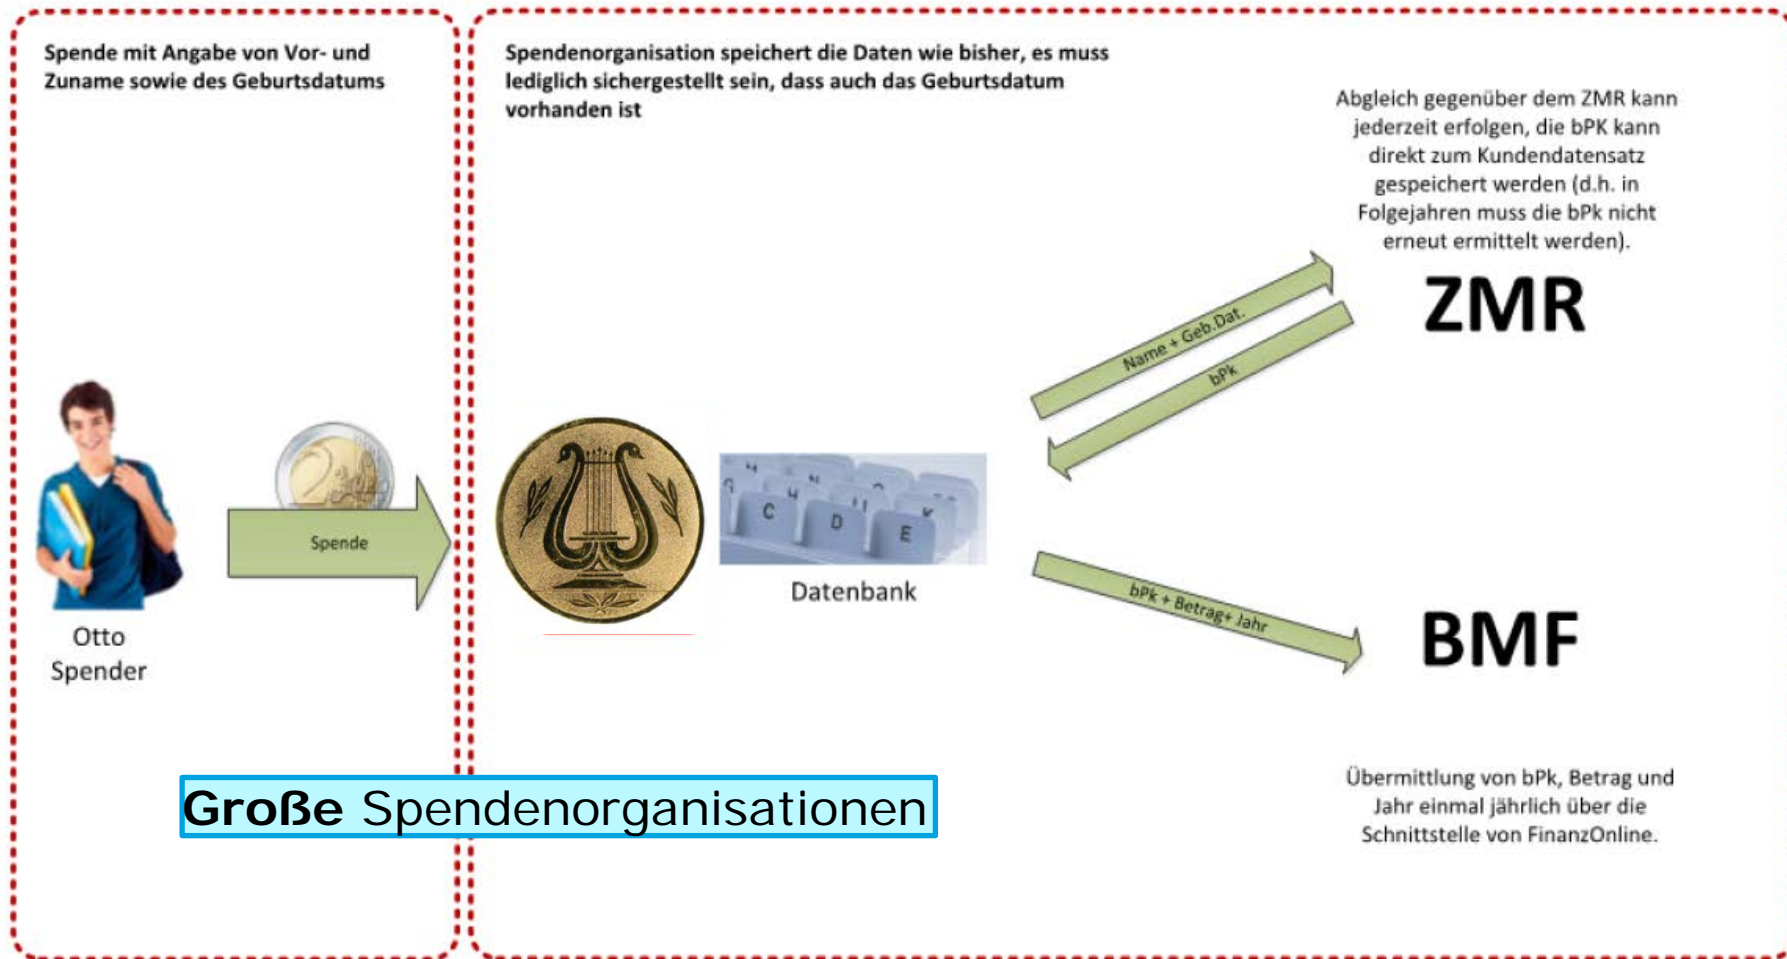 Spende mit Angabe von Vor- und
Zuname sowie des Geburtsdatums
Spendenorganisation speichert die Daten wie bisher, es muss
lediglich sichergestellt sein, dass auch das Geburtsdatum
vorhanden ist
Abgleich gegenüber dem ZMR kann
jederzeit erfolgen, die bPK kann
direkt zum Kundendatensatz
gespeichert werden (d.h. in
Folgejahren muss die bPk nicht
erneut ermittelt werden).
ZMR
Name + Geb.Dat.
bPk
Spende
C D E
Datenbank
Otto
Spender
bPk + Betrag+ Jahr
BMF
Große Spendenorganisationen
Übermittlung von bPk, Betrag und
Jahr einmal jährlich über die
Schnittstelle von FinanzOnline.